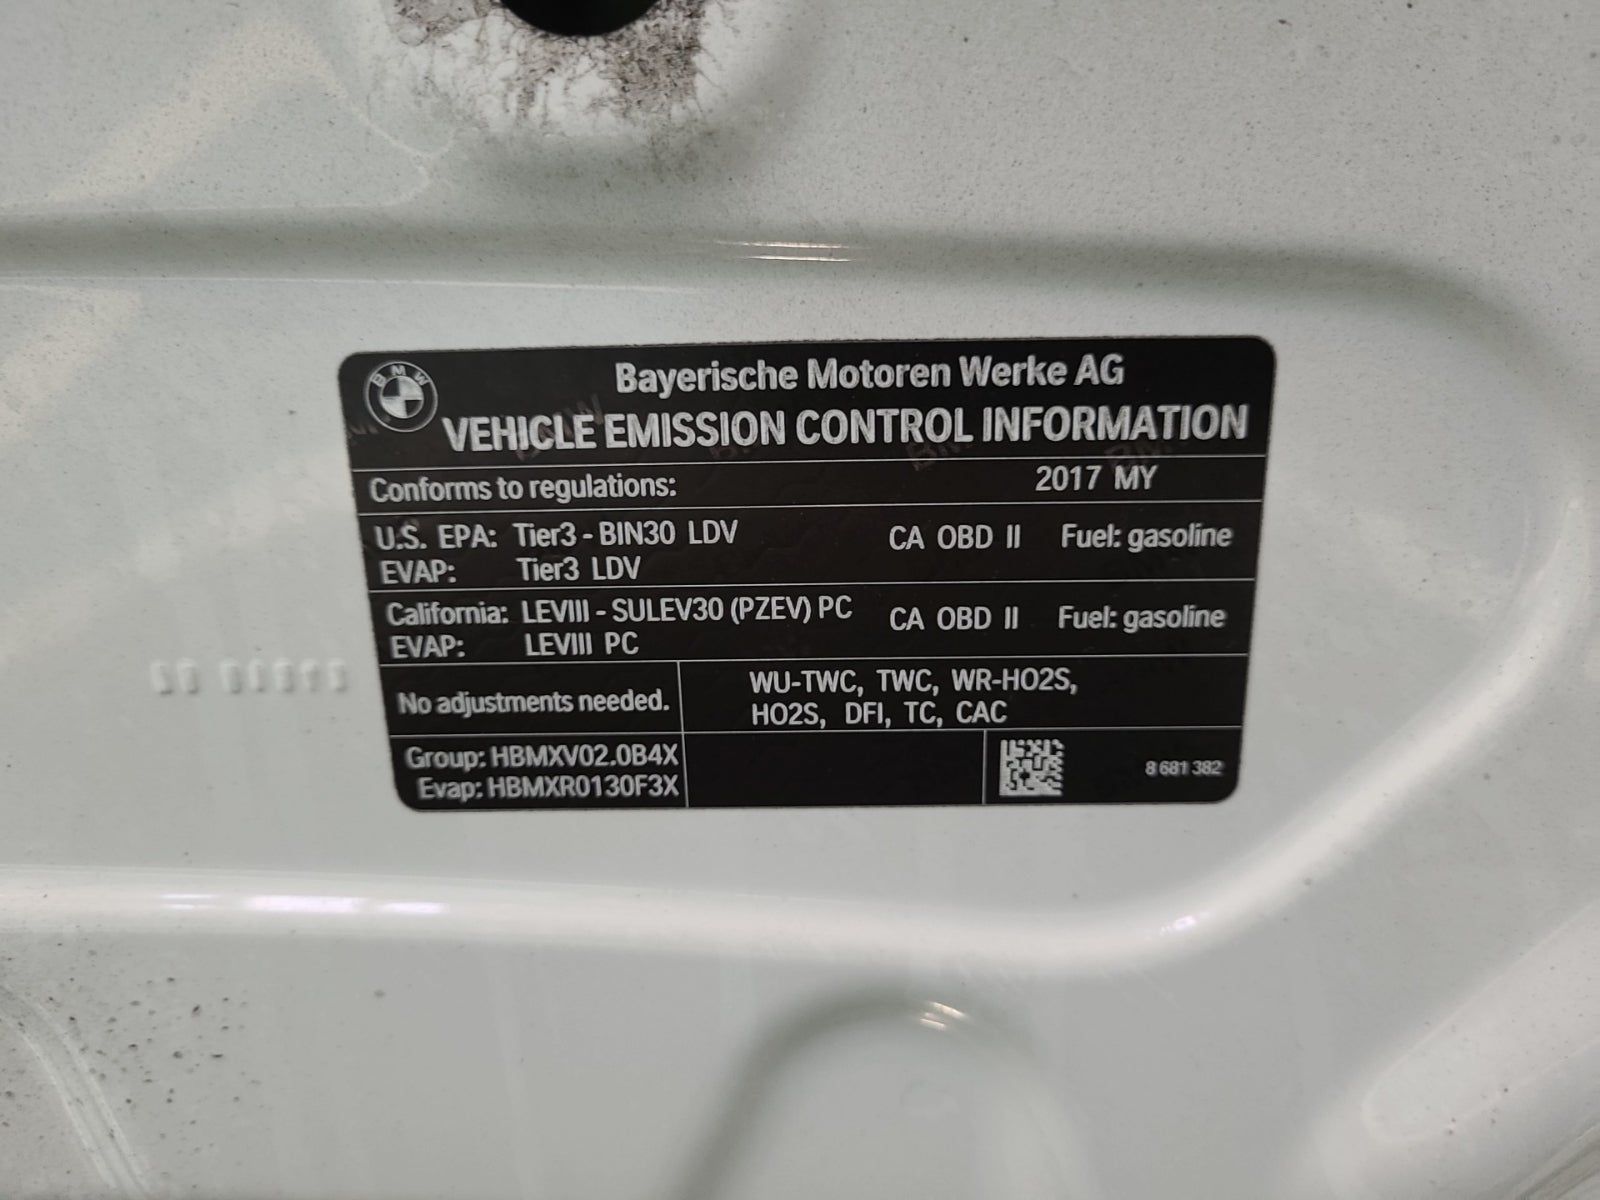 BMW
Bayerische Motoren Werke AG
VEHICLE EMISSION CONTROL INFORMATION
Conforms to regulations: 2017 MY
U.S. EPA: Tier3 - BIN30 LDV CA OBD II Fuel: gasoline
EVAP: Tier3 LDV
California: LEVIII - SULEV30 (PZEV) PC CA OBD II Fuel: gasoline
EVAP: LEVIII PC
No adjustments needed.
WU-TWC, TWC, WR-HO2S,
HO2S, DFI, TC, CAC
Group: HBMXV02.0B4X
Evap: HBMXR0130F3X
8 681 382